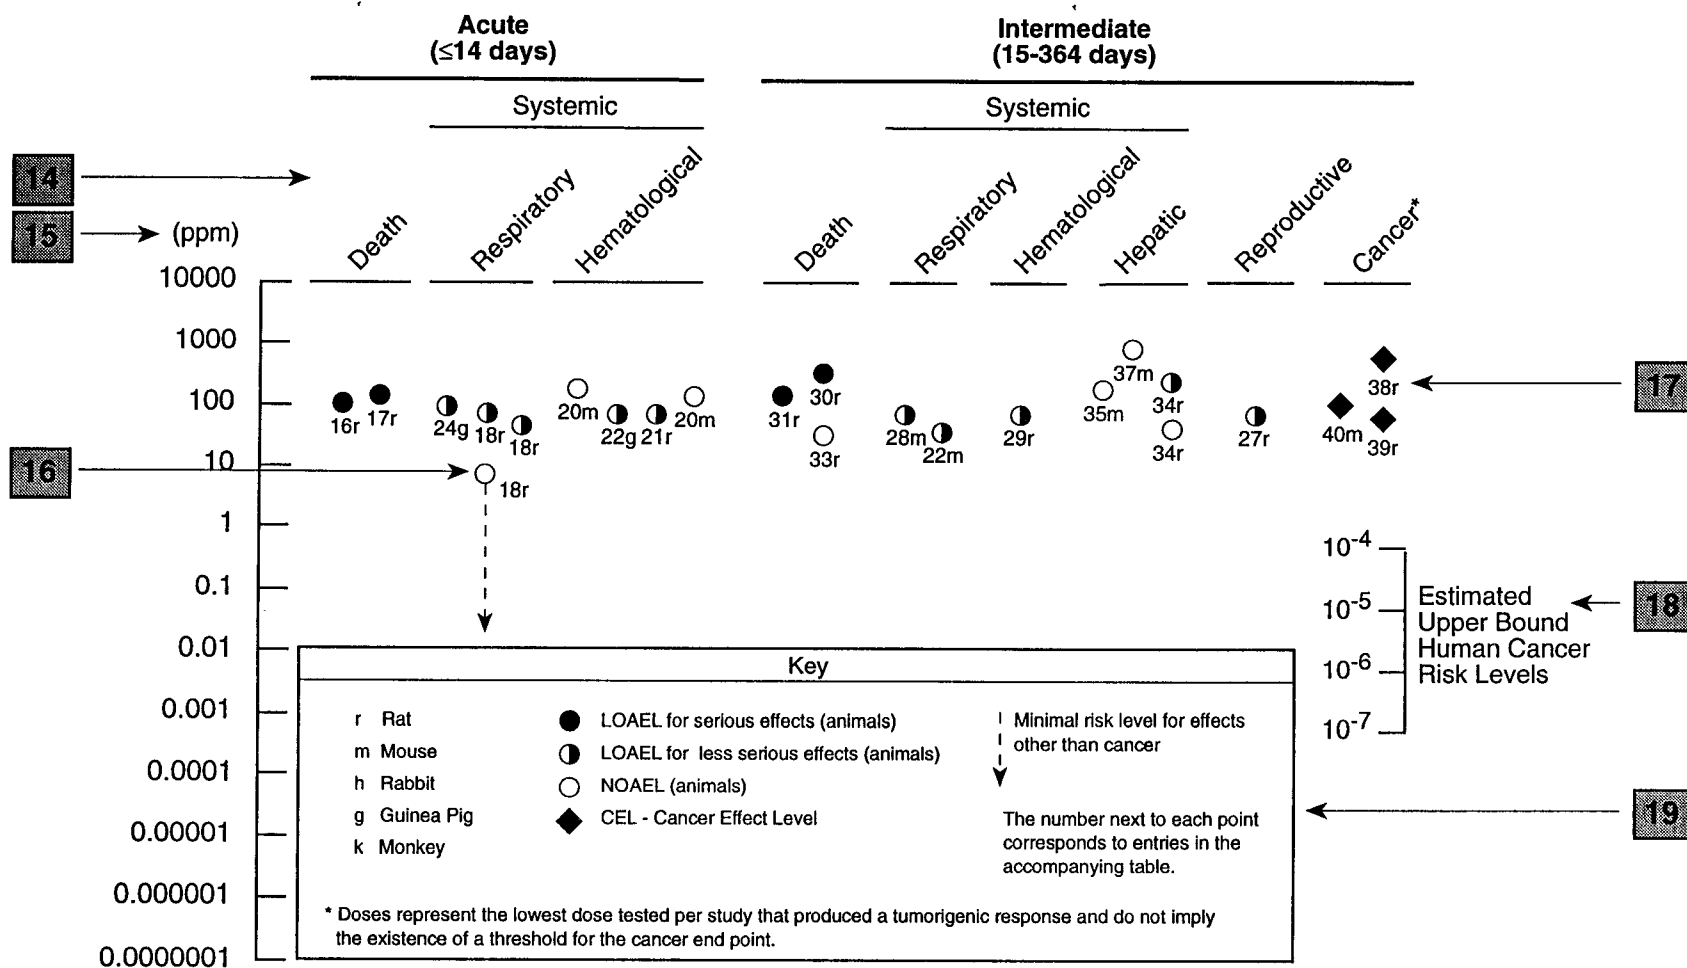 Acute
(≤14 days)
Intermediate
(15-364 days)
Systemic
Systemic
14
15
(ppm)
Death
Respiratory
Hematological
Death
Respiratory
Hematological
Hepatic
Reproductive
Cancer*
10000
1000
100
10
1
0.1
0.01
0.001
0.0001
0.00001
0.000001
0.0000001
16r
17r
24g
18r
18r
18r
20m
22g
21r
20m
31r
30r
33r
28m
22m
29r
35m
37m
34r
34r
27r
40m
38r
39r
16
17
18
19
10-4
10-5
10-6
10-7
Estimated
Upper Bound
Human Cancer
Risk Levels
Key
r Rat
m Mouse
h Rabbit
g Guinea Pig
k Monkey
LOAEL for serious effects (animals)
LOAEL for less serious effects (animals)
NOAEL (animals)
CEL - Cancer Effect Level
Minimal risk level for effects
other than cancer
The number next to each point
corresponds to entries in the
accompanying table.
* Doses represent the lowest dose tested per study that produced a tumorigenic response and do not imply
the existence of a threshold for the cancer end point.